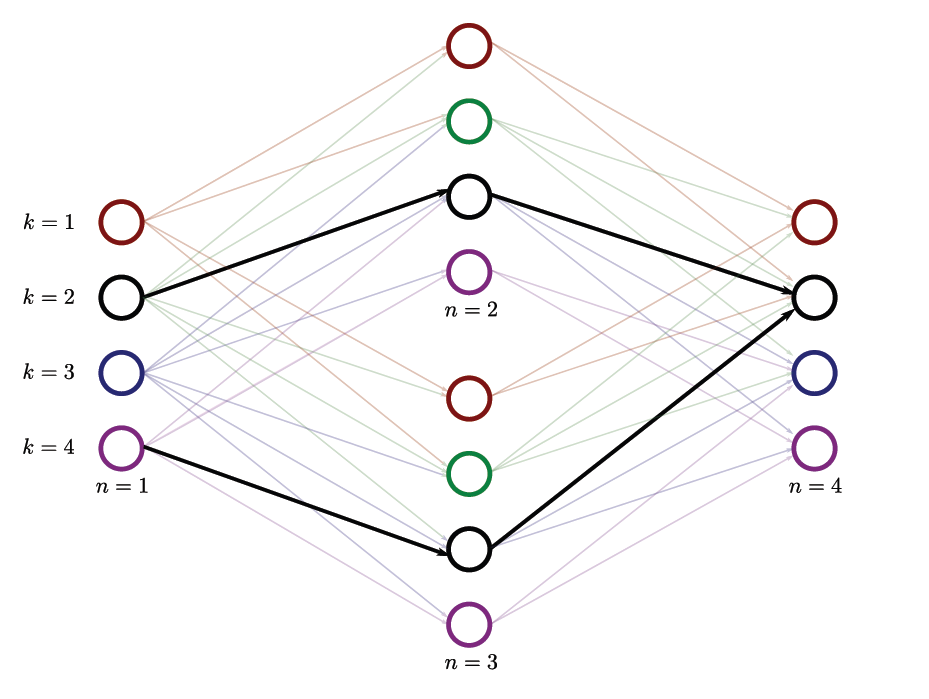 k = 1
k = 2
k = 3
k = 4
n = 1
n = 2
n = 3
n = 4